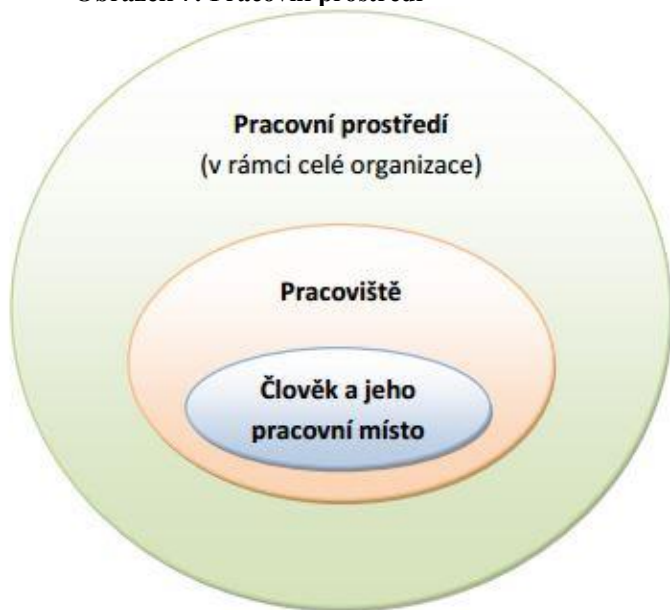 Pracovní prostředí
(v rámci celé organizace)
Pracoviště
Člověk a jeho
pracovní místo